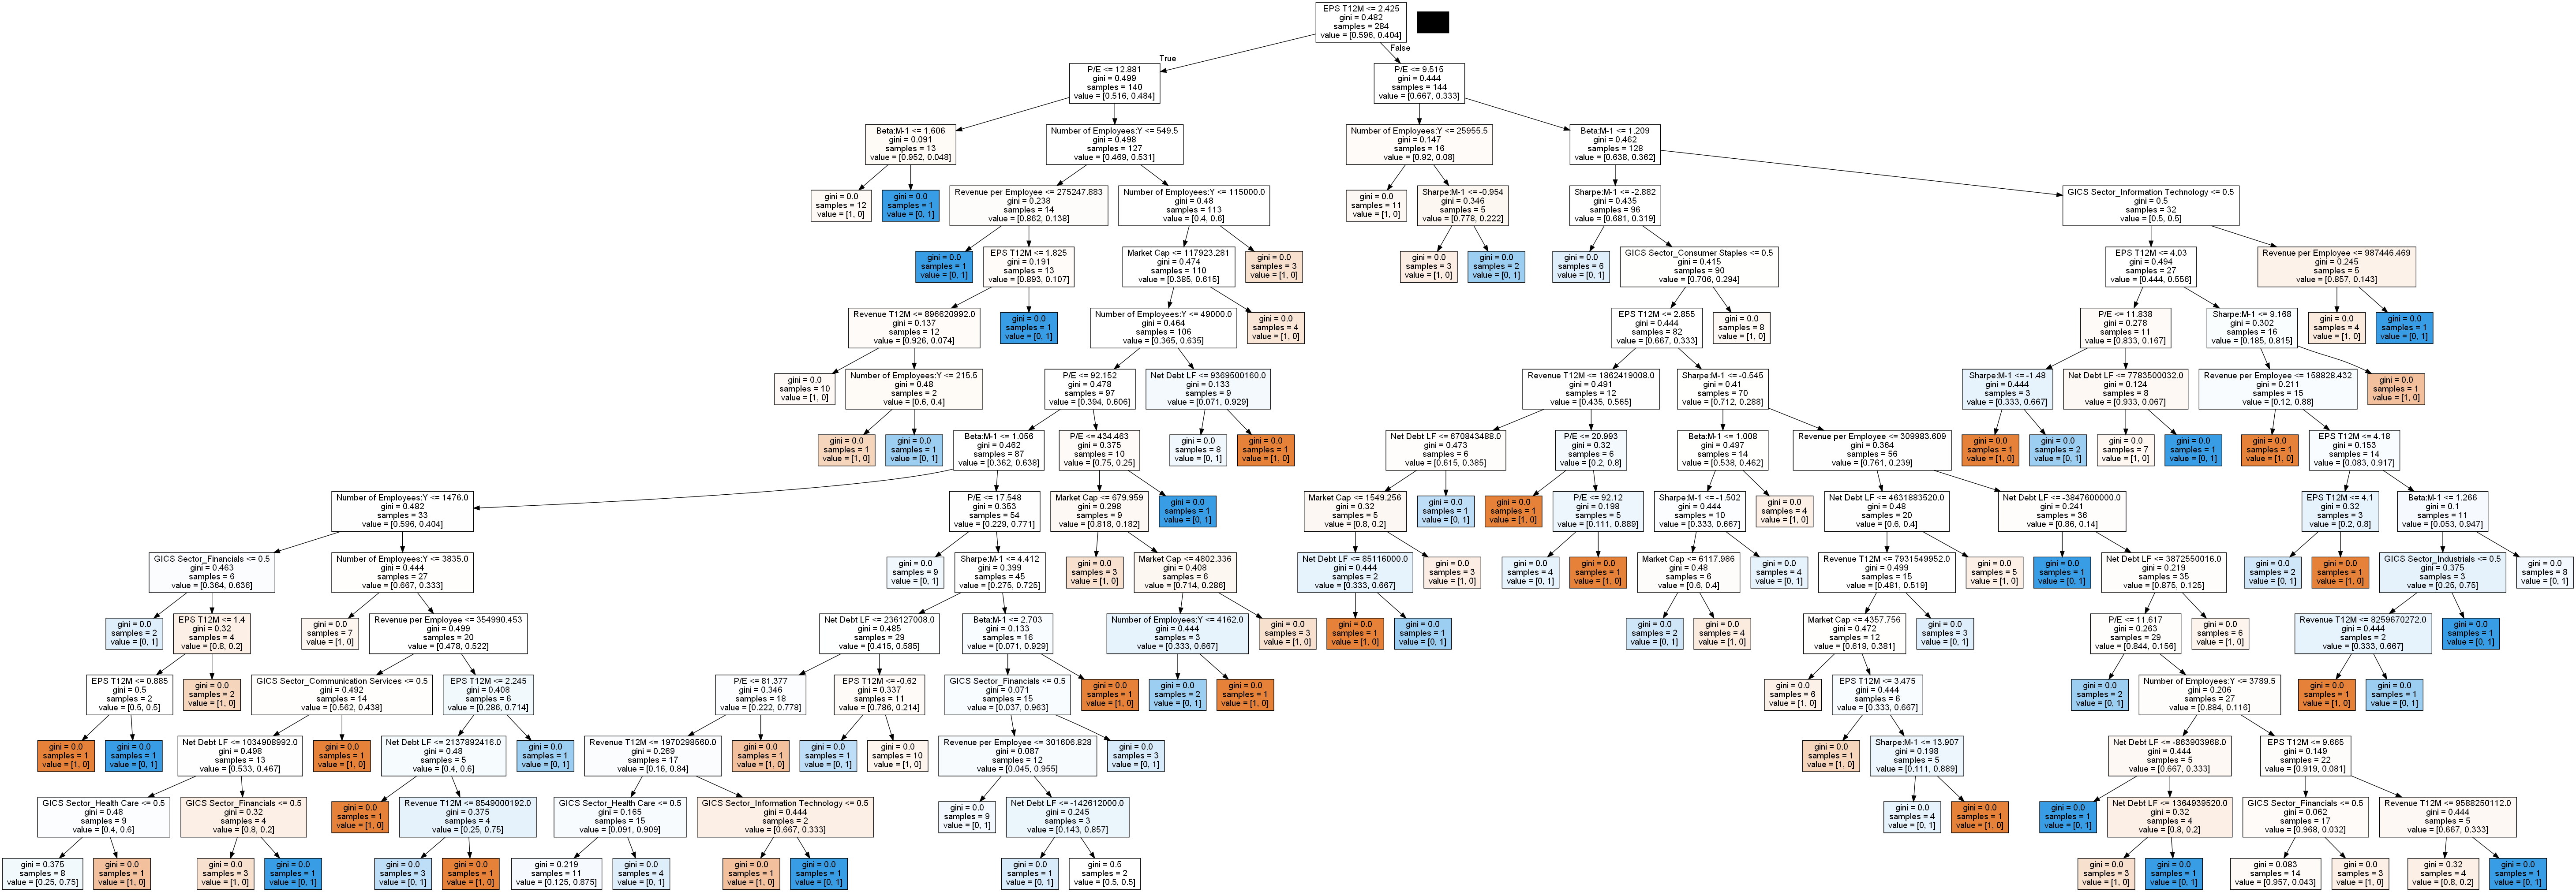 EPS T12M <= 2.425
gini = 0.482
samples = 284
value = [0.596, 0.404]
True
False
P/E <= 12.881
gini = 0.499
samples = 140
value = [0.516, 0.484]
P/E <= 9.515
gini = 0.444
samples = 144
value = [0.667, 0.333]
Beta:M-1 <= 1.606
gini = 0.091
samples = 13
value = [0.952, 0.048]
Number of Employees:Y <= 549.5
gini = 0.498
samples = 127
value = [0.469, 0.531]
Number of Employees:Y <= 25955.5
gini = 0.147
samples = 16
value = [0.92, 0.08]
Beta:M-1 <= 1.209
gini = 0.462
samples = 128
value = [0.638, 0.362]
gini = 0.0
samples = 12
value = [1, 0]
gini = 0.0
samples = 1
value = [0, 1]
Revenue per Employee <= 275247.883
gini = 0.238
samples = 14
value = [0.862, 0.138]
Number of Employees:Y <= 115000.0
gini = 0.48
samples = 113
value = [0.4, 0.6]
gini = 0.0
samples = 11
value = [1, 0]
Sharpe:M-1 <= -0.954
gini = 0.346
samples = 5
value = [0.778, 0.222]
Sharpe:M-1 <= -2.882
gini = 0.435
samples = 96
value = [0.681, 0.319]
GICS Sector_Information Technology <= 0.5
gini = 0.5
samples = 32
value = [0.5, 0.5]
gini = 0.0
samples = 1
value = [0, 1]
EPS T12M <= 1.825
gini = 0.191
samples = 13
value = [0.893, 0.107]
Market Cap <= 117923.281
gini = 0.474
samples = 110
value = [0.385, 0.615]
gini = 0.0
samples = 3
value = [1, 0]
gini = 0.0
samples = 3
value = [1, 0]
gini = 0.0
samples = 2
value = [0, 1]
gini = 0.0
samples = 6
value = [0, 1]
GICS Sector_Consumer Staples <= 0.5
gini = 0.415
samples = 90
value = [0.706, 0.294]
EPS T12M <= 4.03
gini = 0.494
samples = 27
value = [0.444, 0.556]
Revenue per Employee <= 987446.469
gini = 0.245
samples = 5
value = [0.857, 0.143]
Revenue T12M <= 896620992.0
gini = 0.137
samples = 12
value = [0.926, 0.074]
gini = 0.0
samples = 1
value = [0, 1]
Number of Employees:Y <= 49000.0
gini = 0.464
samples = 106
value = [0.365, 0.635]
gini = 0.0
samples = 4
value = [1, 0]
EPS T12M <= 2.855
gini = 0.444
samples = 82
value = [0.667, 0.333]
gini = 0.0
samples = 8
value = [1, 0]
P/E <= 11.838
gini = 0.278
samples = 11
value = [0.833, 0.167]
Sharpe:M-1 <= 9.168
gini = 0.302
samples = 16
value = [0.185, 0.815]
gini = 0.0
samples = 4
value = [1, 0]
gini = 0.0
samples = 1
value = [0, 1]
gini = 0.0
samples = 10
value = [1, 0]
Number of Employees:Y <= 215.5
gini = 0.48
samples = 2
value = [0.6, 0.4]
P/E <= 92.152
gini = 0.478
samples = 97
value = [0.394, 0.606]
Net Debt LF <= 9369500160.0
gini = 0.133
samples = 9
value = [0.071, 0.929]
Revenue T12M <= 1862419008.0
gini = 0.491
samples = 12
value = [0.435, 0.565]
Sharpe:M-1 <= -0.545
gini = 0.41
samples = 70
value = [0.712, 0.288]
Sharpe:M-1 <= -1.48
gini = 0.444
samples = 3
value = [0.333, 0.667]
Net Debt LF <= 7783500032.0
gini = 0.124
samples = 8
value = [0.933, 0.067]
Revenue per Employee <= 158828.432
gini = 0.211
samples = 15
value = [0.12, 0.88]
gini = 0.0
samples = 1
value = [1, 0]
gini = 0.0
samples = 1
value = [1, 0]
gini = 0.0
samples = 1
value = [0, 1]
Beta:M-1 <= 1.056
gini = 0.462
samples = 87
value = [0.362, 0.638]
P/E <= 434.463
gini = 0.375
samples = 10
value = [0.75, 0.25]
gini = 0.0
samples = 8
value = [0, 1]
gini = 0.0
samples = 1
value = [1, 0]
Net Debt LF <= 670843488.0
gini = 0.473
samples = 6
value = [0.615, 0.385]
P/E <= 20.993
gini = 0.32
samples = 6
value = [0.2, 0.8]
Beta:M-1 <= 1.008
gini = 0.497
samples = 14
value = [0.538, 0.462]
Revenue per Employee <= 309983.609
gini = 0.364
samples = 56
value = [0.761, 0.239]
gini = 0.0
samples = 1
value = [1, 0]
gini = 0.0
samples = 2
value = [0, 1]
gini = 0.0
samples = 7
value = [1, 0]
gini = 0.0
samples = 1
value = [0, 1]
gini = 0.0
samples = 1
value = [1, 0]
EPS T12M <= 4.18
gini = 0.153
samples = 14
value = [0.083, 0.917]
Number of Employees:Y <= 1476.0
gini = 0.482
samples = 33
value = [0.596, 0.404]
P/E <= 17.548
gini = 0.353
samples = 54
value = [0.229, 0.771]
Market Cap <= 679.959
gini = 0.298
samples = 9
value = [0.818, 0.182]
gini = 0.0
samples = 1
value = [0, 1]
Market Cap <= 1549.256
gini = 0.32
samples = 5
value = [0.8, 0.2]
gini = 0.0
samples = 1
value = [0, 1]
gini = 0.0
samples = 1
value = [1, 0]
P/E <= 92.12
gini = 0.198
samples = 5
value = [0.111, 0.889]
Sharpe:M-1 <= -1.502
gini = 0.444
samples = 10
value = [0.333, 0.667]
gini = 0.0
samples = 4
value = [1, 0]
Net Debt LF <= 4631883520.0
gini = 0.48
samples = 20
value = [0.6, 0.4]
Net Debt LF <= -3847600000.0
gini = 0.241
samples = 36
value = [0.86, 0.14]
EPS T12M <= 4.1
gini = 0.32
samples = 3
value = [0.2, 0.8]
Beta:M-1 <= 1.266
gini = 0.1
samples = 11
value = [0.053, 0.947]
GICS Sector_Financials <= 0.5
gini = 0.463
samples = 6
value = [0.364, 0.636]
Number of Employees:Y <= 3835.0
gini = 0.444
samples = 27
value = [0.667, 0.333]
gini = 0.0
samples = 9
value = [0, 1]
Sharpe:M-1 <= 4.412
gini = 0.399
samples = 45
value = [0.275, 0.725]
gini = 0.0
samples = 3
value = [1, 0]
Market Cap <= 4802.336
gini = 0.408
samples = 6
value = [0.714, 0.286]
Net Debt LF <= 85116000.0
gini = 0.444
samples = 2
value = [0.333, 0.667]
gini = 0.0
samples = 3
value = [1, 0]
gini = 0.0
samples = 4
value = [0, 1]
gini = 0.0
samples = 1
value = [1, 0]
Market Cap <= 6117.986
gini = 0.48
samples = 6
value = [0.6, 0.4]
gini = 0.0
samples = 4
value = [0, 1]
Revenue T12M <= 7931549952.0
gini = 0.499
samples = 15
value = [0.481, 0.519]
gini = 0.0
samples = 5
value = [1, 0]
gini = 0.0
samples = 1
value = [0, 1]
Net Debt LF <= 3872550016.0
gini = 0.219
samples = 35
value = [0.875, 0.125]
gini = 0.0
samples = 2
value = [0, 1]
gini = 0.0
samples = 1
value = [1, 0]
GICS Sector_Industrials <= 0.5
gini = 0.375
samples = 3
value = [0.25, 0.75]
gini = 0.0
samples = 8
value = [0, 1]
gini = 0.0
samples = 2
value = [0, 1]
EPS T12M <= 1.4
gini = 0.32
samples = 4
value = [0.8, 0.2]
gini = 0.0
samples = 7
value = [1, 0]
Revenue per Employee <= 354990.453
gini = 0.499
samples = 20
value = [0.478, 0.522]
Net Debt LF <= 236127008.0
gini = 0.485
samples = 29
value = [0.415, 0.585]
Beta:M-1 <= 2.703
gini = 0.133
samples = 16
value = [0.071, 0.929]
Number of Employees:Y <= 4162.0
gini = 0.444
samples = 3
value = [0.333, 0.667]
gini = 0.0
samples = 3
value = [1, 0]
gini = 0.0
samples = 1
value = [1, 0]
gini = 0.0
samples = 1
value = [0, 1]
gini = 0.0
samples = 2
value = [0, 1]
gini = 0.0
samples = 4
value = [1, 0]
Market Cap <= 4357.756
gini = 0.472
samples = 12
value = [0.619, 0.381]
gini = 0.0
samples = 3
value = [0, 1]
P/E <= 11.617
gini = 0.263
samples = 29
value = [0.844, 0.156]
gini = 0.0
samples = 6
value = [1, 0]
Revenue T12M <= 8259670272.0
gini = 0.444
samples = 2
value = [0.333, 0.667]
gini = 0.0
samples = 1
value = [0, 1]
EPS T12M <= 0.885
gini = 0.5
samples = 2
value = [0.5, 0.5]
gini = 0.0
samples = 2
value = [1, 0]
GICS Sector_Communication Services <= 0.5
gini = 0.492
samples = 14
value = [0.562, 0.438]
EPS T12M <= 2.245
gini = 0.408
samples = 6
value = [0.286, 0.714]
P/E <= 81.377
gini = 0.346
samples = 18
value = [0.222, 0.778]
EPS T12M <= -0.62
gini = 0.337
samples = 11
value = [0.786, 0.214]
GICS Sector_Financials <= 0.5
gini = 0.071
samples = 15
value = [0.037, 0.963]
gini = 0.0
samples = 1
value = [1, 0]
gini = 0.0
samples = 2
value = [0, 1]
gini = 0.0
samples = 1
value = [1, 0]
gini = 0.0
samples = 6
value = [1, 0]
EPS T12M <= 3.475
gini = 0.444
samples = 6
value = [0.333, 0.667]
gini = 0.0
samples = 2
value = [0, 1]
Number of Employees:Y <= 3789.5
gini = 0.206
samples = 27
value = [0.884, 0.116]
gini = 0.0
samples = 1
value = [1, 0]
gini = 0.0
samples = 1
value = [0, 1]
gini = 0.0
samples = 1
value = [1, 0]
gini = 0.0
samples = 1
value = [0, 1]
Net Debt LF <= 1034908992.0
gini = 0.498
samples = 13
value = [0.533, 0.467]
gini = 0.0
samples = 1
value = [1, 0]
Net Debt LF <= 2137892416.0
gini = 0.48
samples = 5
value = [0.4, 0.6]
gini = 0.0
samples = 1
value = [0, 1]
Revenue T12M <= 1970298560.0
gini = 0.269
samples = 17
value = [0.16, 0.84]
gini = 0.0
samples = 1
value = [1, 0]
gini = 0.0
samples = 1
value = [0, 1]
gini = 0.0
samples = 10
value = [1, 0]
Revenue per Employee <= 301606.828
gini = 0.087
samples = 12
value = [0.045, 0.955]
gini = 0.0
samples = 3
value = [0, 1]
gini = 0.0
samples = 1
value = [1, 0]
Sharpe:M-1 <= 13.907
gini = 0.198
samples = 5
value = [0.111, 0.889]
Net Debt LF <= -863903968.0
gini = 0.444
samples = 5
value = [0.667, 0.333]
EPS T12M <= 9.665
gini = 0.149
samples = 22
value = [0.919, 0.081]
GICS Sector_Health Care <= 0.5
gini = 0.48
samples = 9
value = [0.4, 0.6]
GICS Sector_Financials <= 0.5
gini = 0.32
samples = 4
value = [0.8, 0.2]
gini = 0.0
samples = 1
value = [1, 0]
Revenue T12M <= 8549000192.0
gini = 0.375
samples = 4
value = [0.25, 0.75]
GICS Sector_Health Care <= 0.5
gini = 0.165
samples = 15
value = [0.091, 0.909]
GICS Sector_Information Technology <= 0.5
gini = 0.444
samples = 2
value = [0.667, 0.333]
gini = 0.0
samples = 9
value = [0, 1]
Net Debt LF <= -142612000.0
gini = 0.245
samples = 3
value = [0.143, 0.857]
gini = 0.0
samples = 4
value = [0, 1]
gini = 0.0
samples = 1
value = [1, 0]
gini = 0.0
samples = 1
value = [0, 1]
Net Debt LF <= 1364939520.0
gini = 0.32
samples = 4
value = [0.8, 0.2]
GICS Sector_Financials <= 0.5
gini = 0.062
samples = 17
value = [0.968, 0.032]
Revenue T12M <= 9588250112.0
gini = 0.444
samples = 5
value = [0.667, 0.333]
gini = 0.375
samples = 8
value = [0.25, 0.75]
gini = 0.0
samples = 1
value = [1, 0]
gini = 0.0
samples = 3
value = [1, 0]
gini = 0.0
samples = 1
value = [0, 1]
gini = 0.0
samples = 3
value = [0, 1]
gini = 0.0
samples = 1
value = [1, 0]
gini = 0.219
samples = 11
value = [0.125, 0.875]
gini = 0.0
samples = 4
value = [0, 1]
gini = 0.0
samples = 1
value = [1, 0]
gini = 0.0
samples = 1
value = [0, 1]
gini = 0.0
samples = 1
value = [0, 1]
gini = 0.5
samples = 2
value = [0.5, 0.5]
gini = 0.0
samples = 3
value = [1, 0]
gini = 0.0
samples = 1
value = [0, 1]
gini = 0.083
samples = 14
value = [0.957, 0.043]
gini = 0.0
samples = 3
value = [1, 0]
gini = 0.32
samples = 4
value = [0.8, 0.2]
gini = 0.0
samples = 1
value = [0, 1]